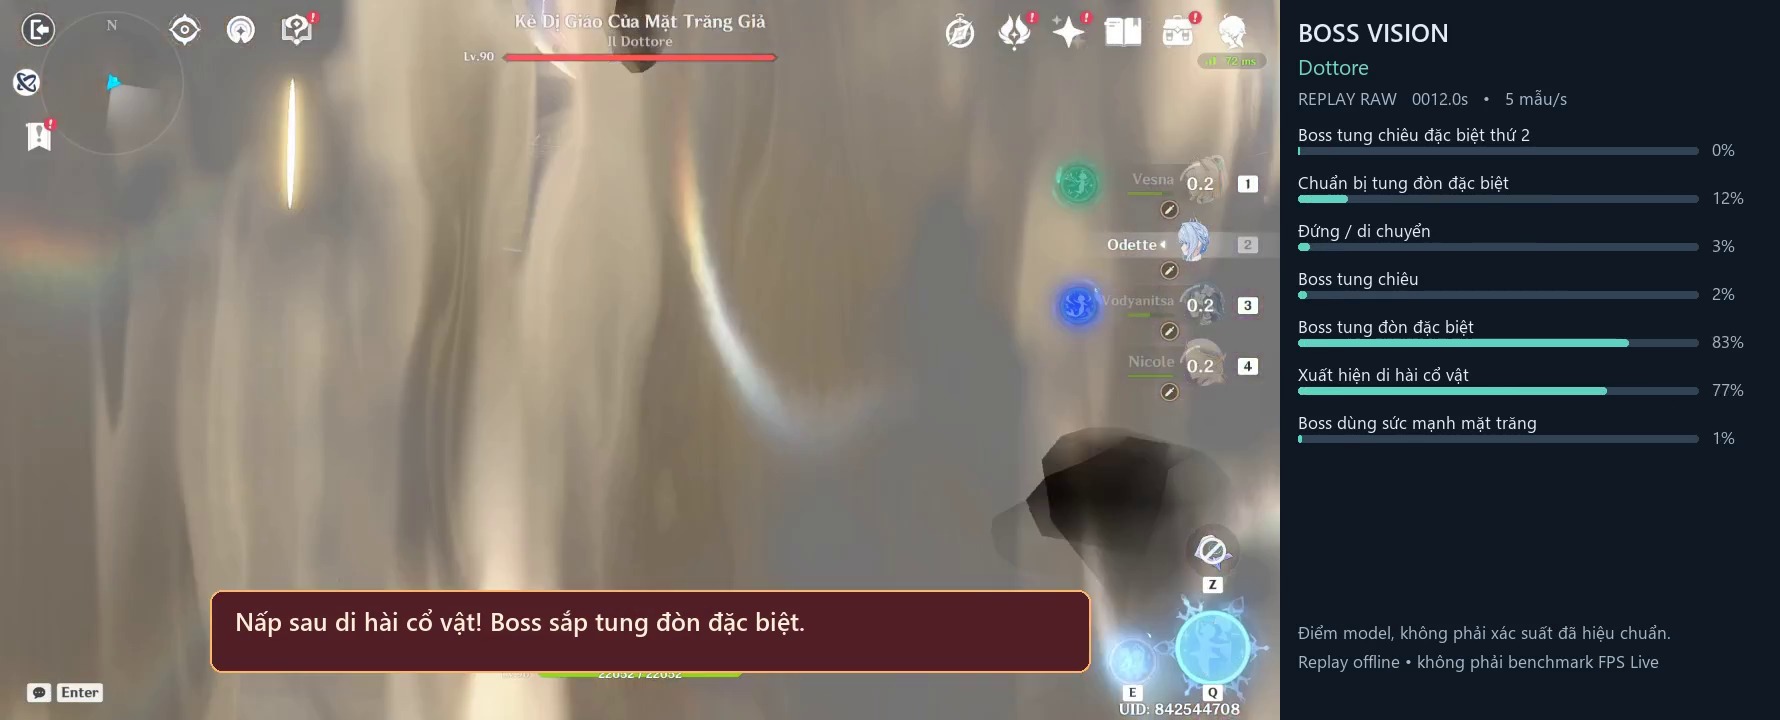 N
Kẻ Dị Giáo Của Mặt Trăng Giả
Il Dottore
Lv.90
72 ms
Vesna 0.2 1
Odette 2
Vodyanitsa 0.2 3
Nicole 0.2 4
Z
Nấp sau di hài cổ vật! Boss sắp tung đòn đặc biệt.
22652 / 22652
Enter
E
Q
UID: 842544708
BOSS VISION
Dottore
REPLAY RAW 0012.0s • 5 mẫu/s
Boss tung chiêu đặc biệt thứ 2
0%
Chuẩn bị tung đòn đặc biệt
12%
Đứng / di chuyển
3%
Boss tung chiêu
2%
Boss tung đòn đặc biệt
83%
Xuất hiện di hài cổ vật
77%
Boss dùng sức mạnh mặt trăng
1%
Điểm model, không phải xác suất đã hiệu chuẩn.
Replay offline • không phải benchmark FPS Live